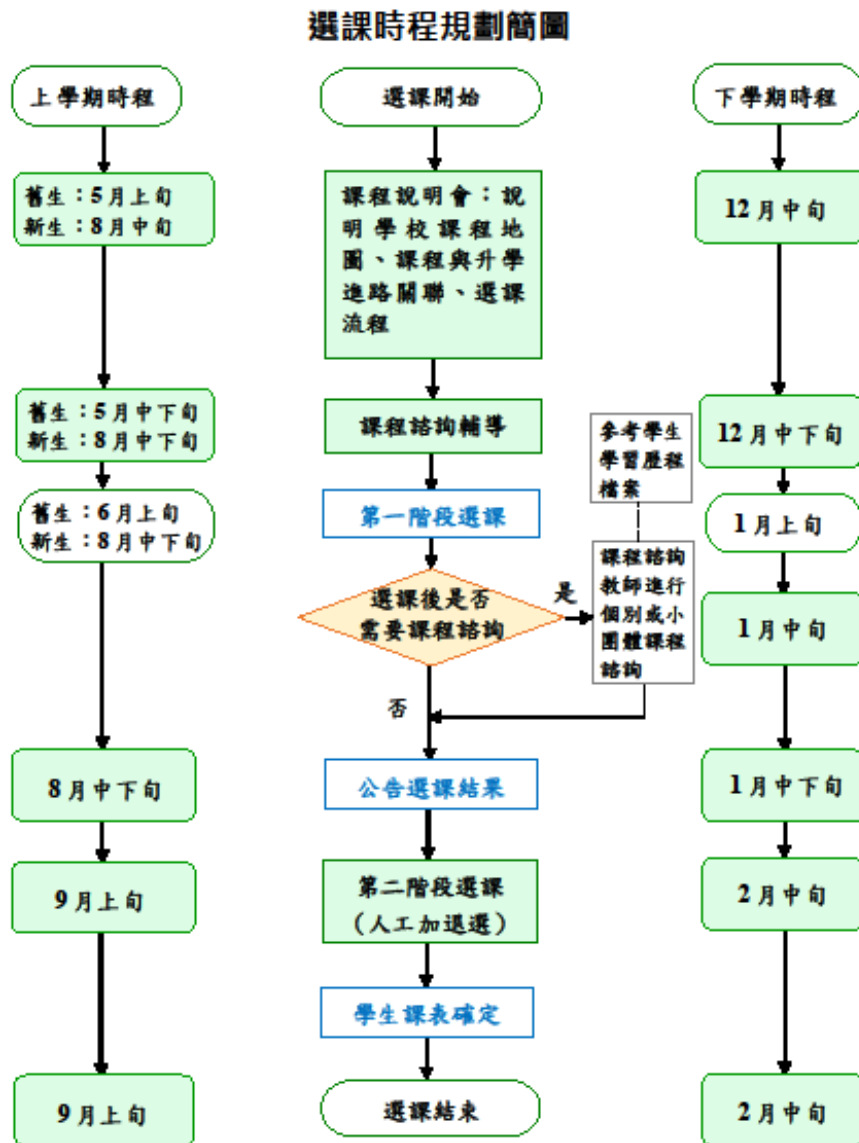 選課時程規劃簡圖
上學期時程
選課開始
下學期時程
舊生：5月上旬
新生：8月中旬
課程說明會：說
明學校課程地
圖、課程與升學
進路關聯、選課
流程
12月中旬
舊生：5月中下旬
新生：8月中下旬
課程諮詢輔導
參考學生
學習歷程
檔案
12月中下旬
舊生：6月上旬
新生：8月中下旬
第一階段選課
1月上旬
選課後是否
需要課程諮詢
是
課程諮詢
教師進行
個別或小
團體課程
諮詢
1月中旬
否
8月中下旬
公告選課結果
1月中下旬
9月上旬
第二階段選課
（人工加退選）
2月中旬
學生課表確定
9月上旬
選課結束
2月中旬